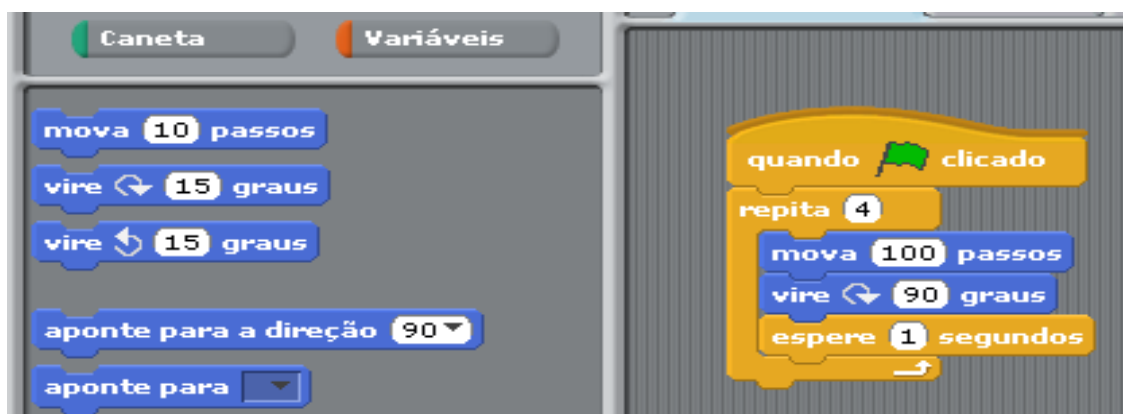 Caneta Variáveis
mova 10 passos
vire 15 graus
vire 15 graus
aponte para a direção 90
aponte para
quando clicado
repita 4
mova 100 passos
vire 90 graus
espere 1 segundos